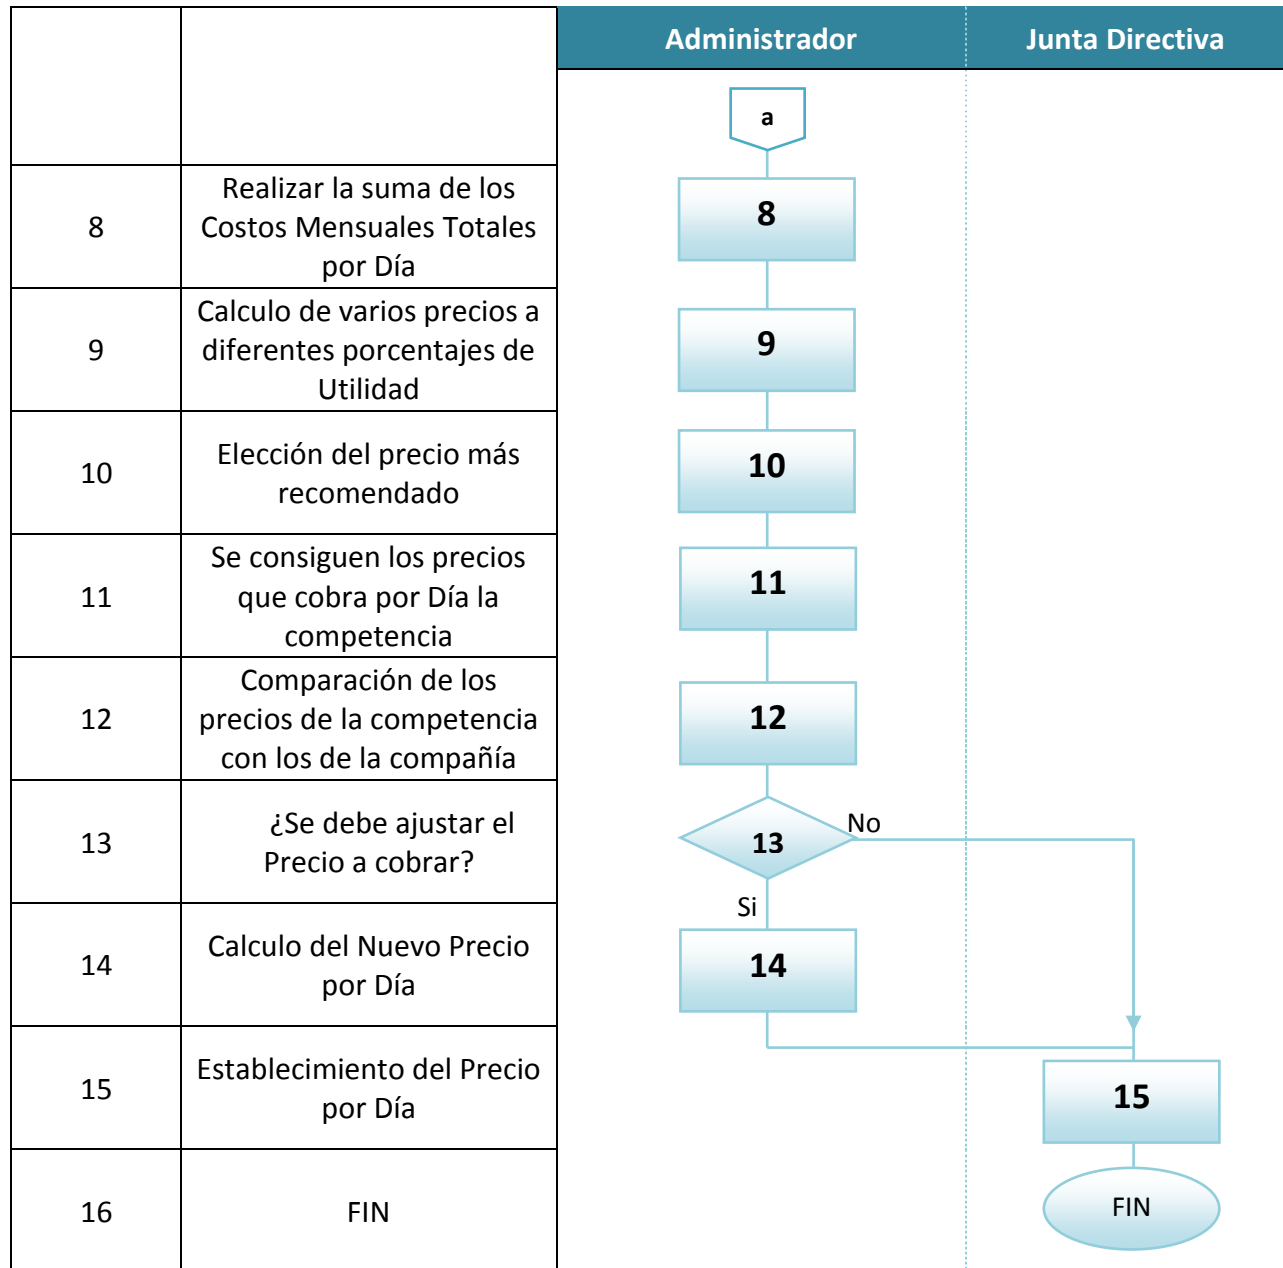 Administrador
Junta Directiva
a
8
Realizar la suma de los
Costos Mensuales Totales
por Día
8
9
Calculo de varios precios a
diferentes porcentajes de
Utilidad
9
10
Elección del precio más
recomendado
10
11
Se consiguen los precios
que cobra por Día la
competencia
11
12
Comparación de los
precios de la competencia
con los de la compañía
12
13
¿Se debe ajustar el
Precio a cobrar?
13
No
Si
14
Calculo del Nuevo Precio
por Día
14
15
Establecimiento del Precio
por Día
15
16
FIN
FIN